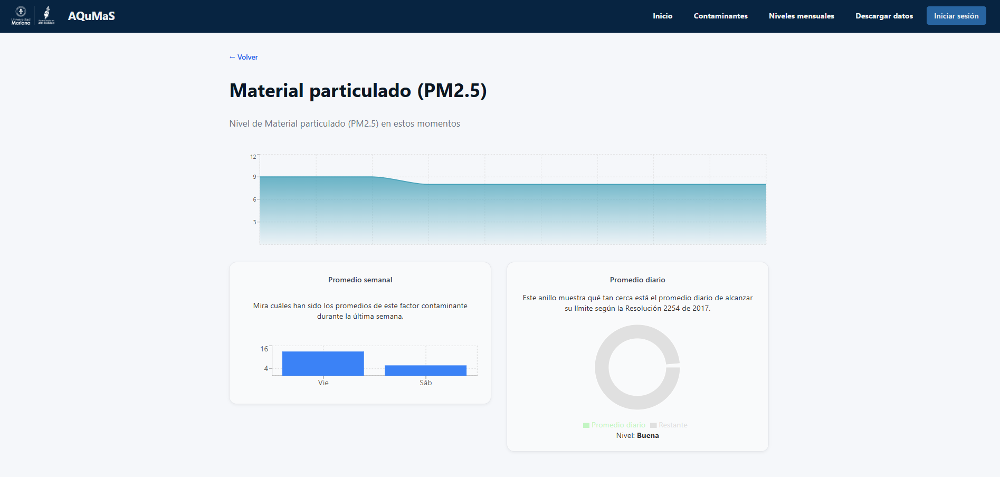 Universidad
Mariana
Acreditada en
Alta Calidad
AQuMaS
Inicio
Contaminantes
Niveles mensuales
Descargar datos
Iniciar sesión
← Volver
Material particulado (PM2.5)
Nivel de Material particulado (PM2.5) en estos momentos
12
9
6
3
Promedio semanal
Mira cuáles han sido los promedios de este factor contaminante
durante la última semana.
16
4
Vie
Sáb
Promedio diario
Este anillo muestra qué tan cerca está el promedio diario de alcanzar
su límite según la Resolución 2254 de 2017.
Promedio diario
Restante
Nivel: Buena